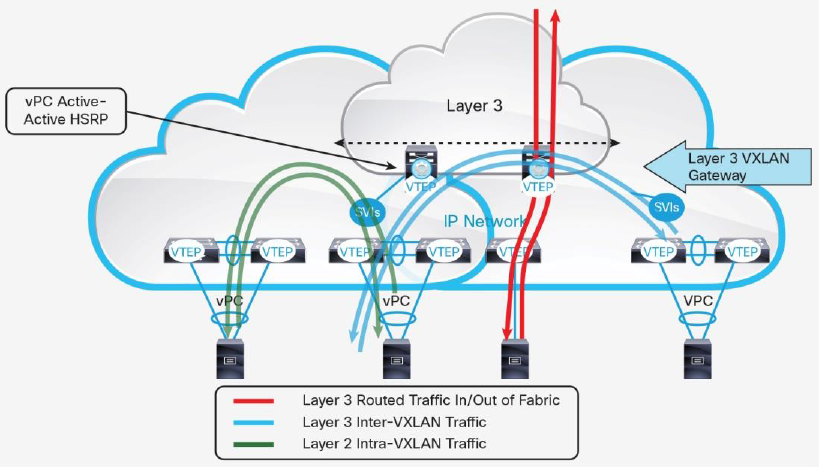 vPC Active-
Active HSRP
Layer 3
Layer 3 VXLAN
Gateway
VTEP
VTEP
SVIs
SVIs
IP Network
VTEP
VTEP
VTEP
VTEP
VTEP
VTEP
VTEP
vPC
vPC
VPC
Layer 3 Routed Traffic In/Out of Fabric
Layer 3 Inter-VXLAN Traffic
Layer 2 Intra-VXLAN Traffic